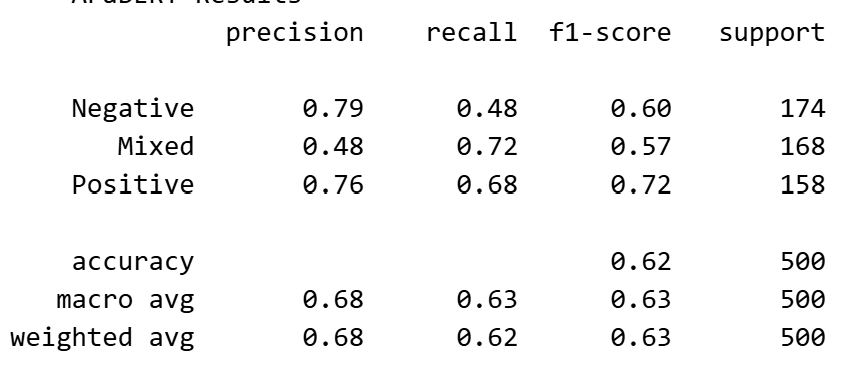 AraBERT Results
precision recall f1-score support
Negative 0.79 0.48 0.60 174
Mixed 0.48 0.72 0.57 168
Positive 0.76 0.68 0.72 158
accuracy 0.62 500
macro avg 0.68 0.63 0.63 500
weighted avg 0.68 0.62 0.63 500